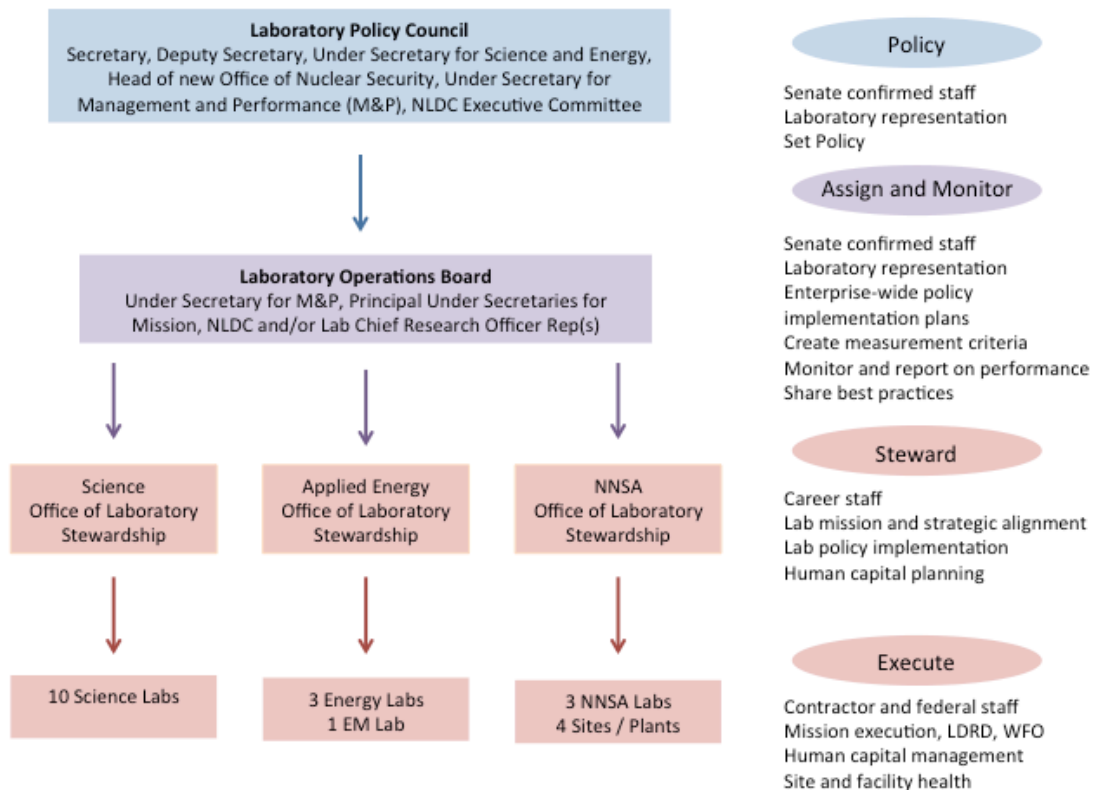 Laboratory Policy Council
Secretary, Deputy Secretary, Under Secretary for Science and Energy,
Head of new Office of Nuclear Security, Under Secretary for
Management and Performance (M&P), NLDC Executive Committee
Policy
Senate confirmed staff
Laboratory representation
Set Policy
Assign and Monitor
Senate confirmed staff
Laboratory representation
Enterprise-wide policy
implementation plans
Create measurement criteria
Monitor and report on performance
Share best practices
Laboratory Operations Board
Under Secretary for M&P, Principal Under Secretaries for
Mission, NLDC and/or Lab Chief Research Officer Rep(s)
Science
Office of Laboratory
Stewardship
Applied Energy
Office of Laboratory
Stewardship
NNSA
Office of Laboratory
Stewardship
Steward
Career staff
Lab mission and strategic alignment
Lab policy implementation
Human capital planning
10 Science Labs
3 Energy Labs
1 EM Lab
3 NNSA Labs
4 Sites / Plants
Execute
Contractor and federal staff
Mission execution, LDRD, WFO
Human capital management
Site and facility health